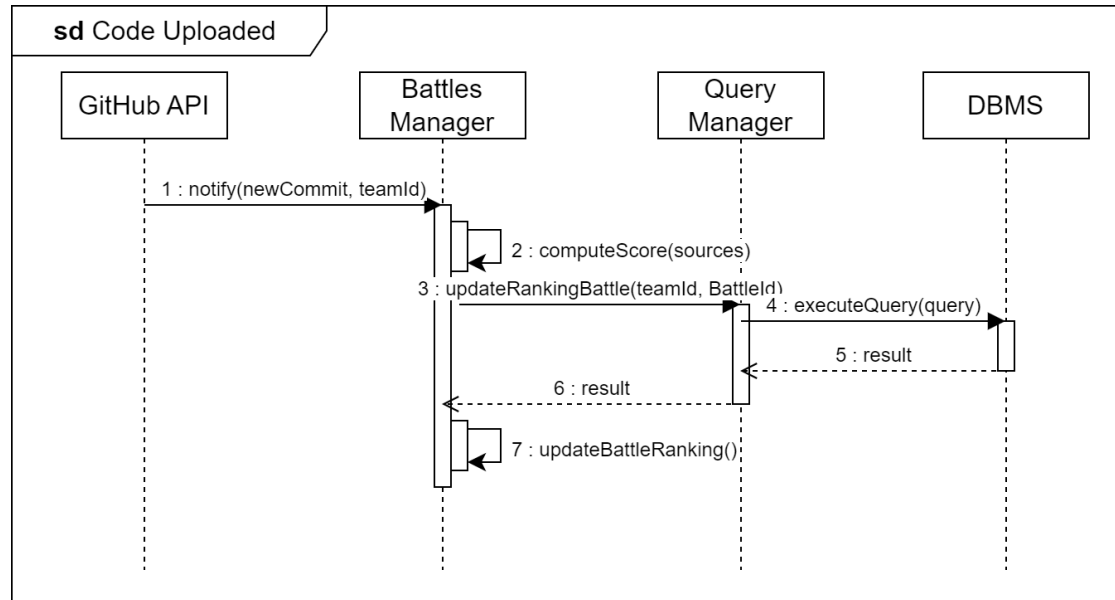 sd Code Uploaded
GitHub API
Battles
Manager
Query
Manager
DBMS
1 : notify(newCommit, teamId)
2 : computeScore(sources)
3 : updateRankingBattle(teamId, BattleId)
4 : executeQuery(query)
5 : result
6 : result
7 : updateBattleRanking()